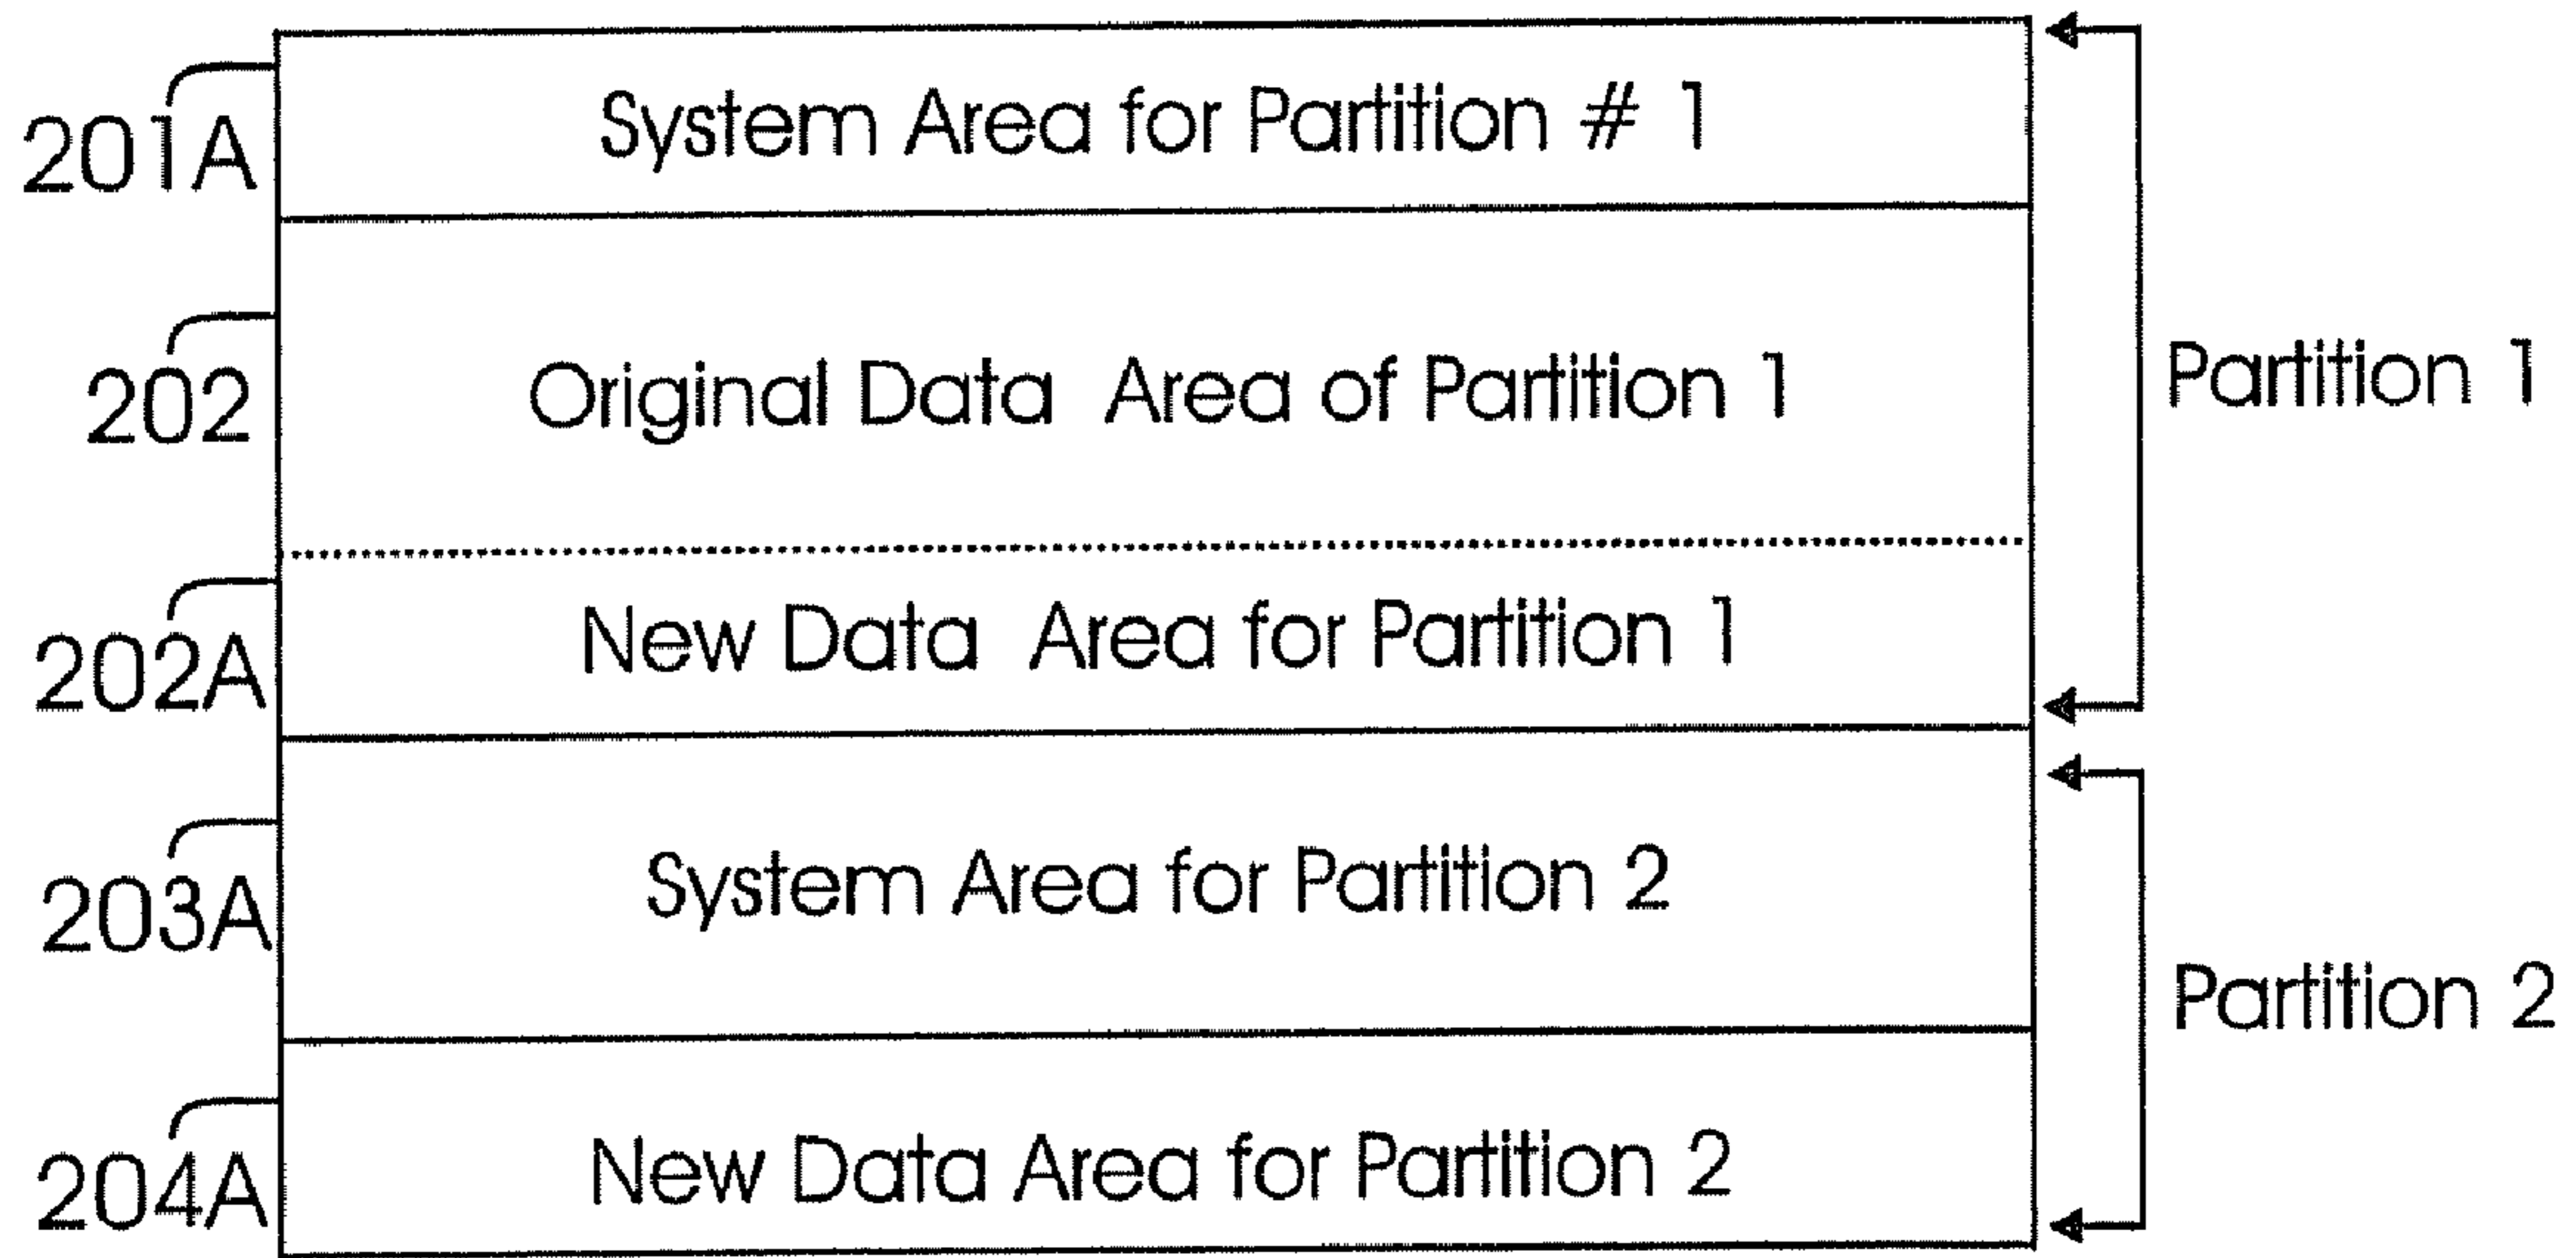 201A
System Area for Partition # 1
202
Original Data Area of Partition 1
Partition 1
202A
New Data Area for Partition 1
203A
System Area for Partition 2
Partition 2
204A
New Data Area for Partition 2